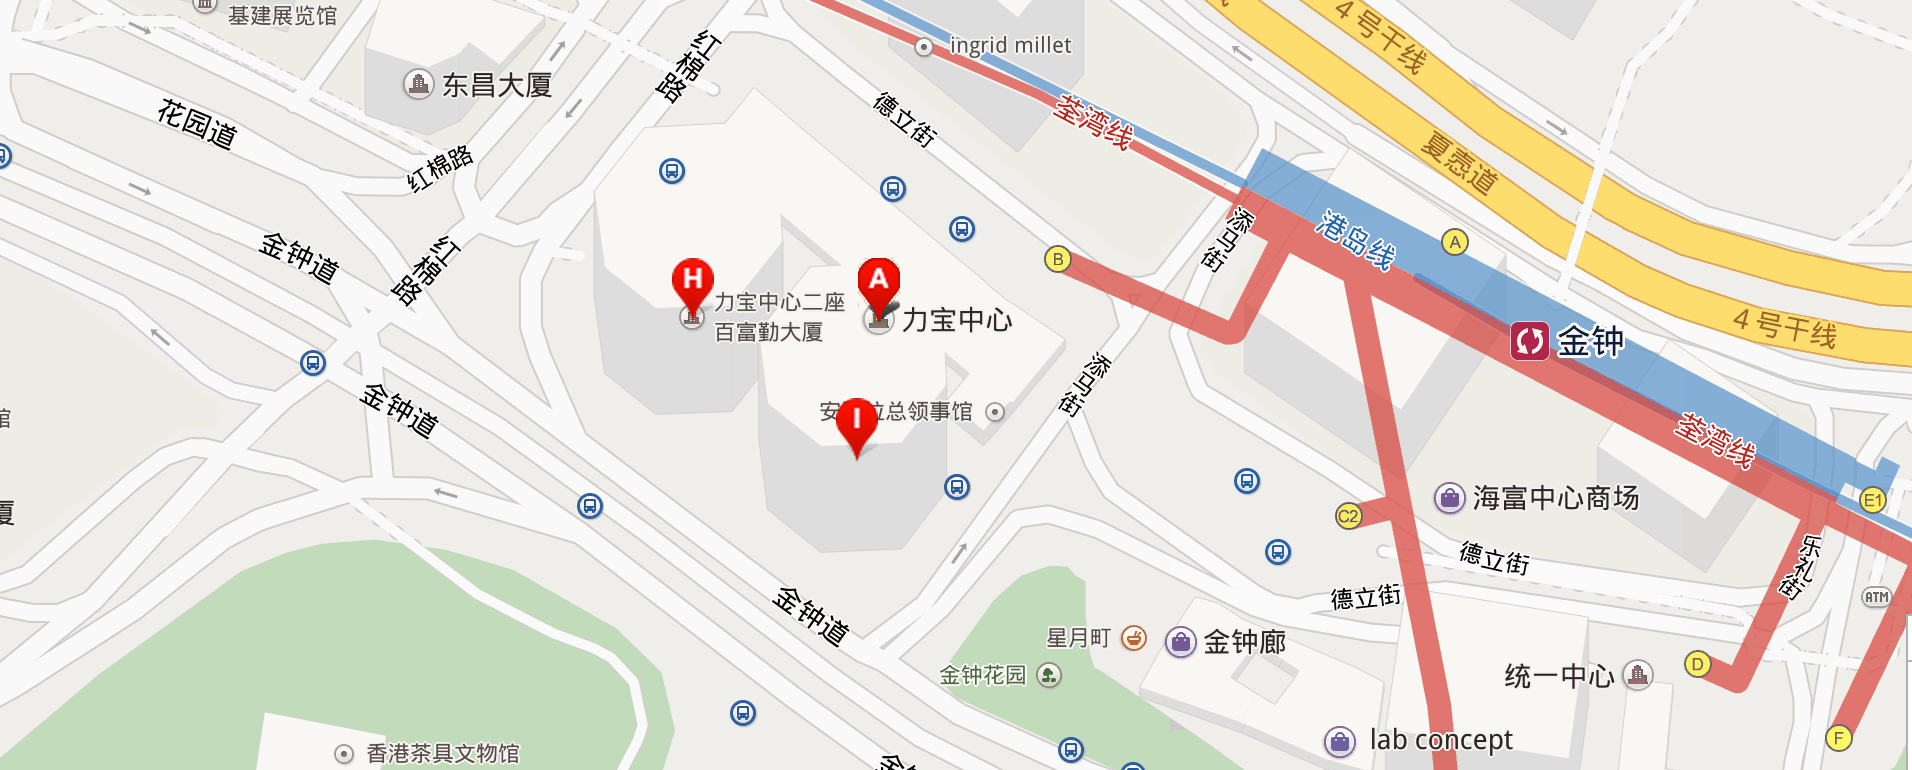 基建展览馆
东昌大厦
红棉路
ingrid millet
4号干线
花园道
红棉路
德立街
荃湾线
夏悫道
金钟道
红棉路
添马街
港岛线
A
B
H
A
力宝中心二座
百富勤大厦
力宝中心
金钟
4号干线
金钟道
添马街
总领事馆
I
荃湾线
海富中心商场
C2
E1
德立街
乐礼街
德立街
ATM
金钟道
星月町
金钟廊
金钟花园
统一中心
D
F
lab concept
香港茶具文物馆